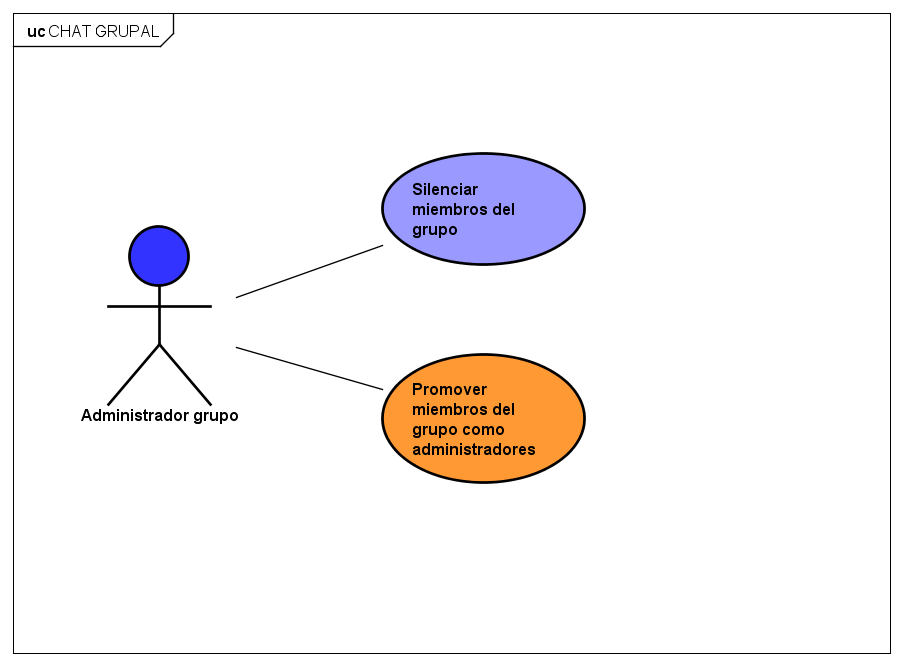 uc CHAT GRUPAL
Silenciar
miembros del
grupo
Administrador grupo
Promover
miembros del
grupo como
administradores